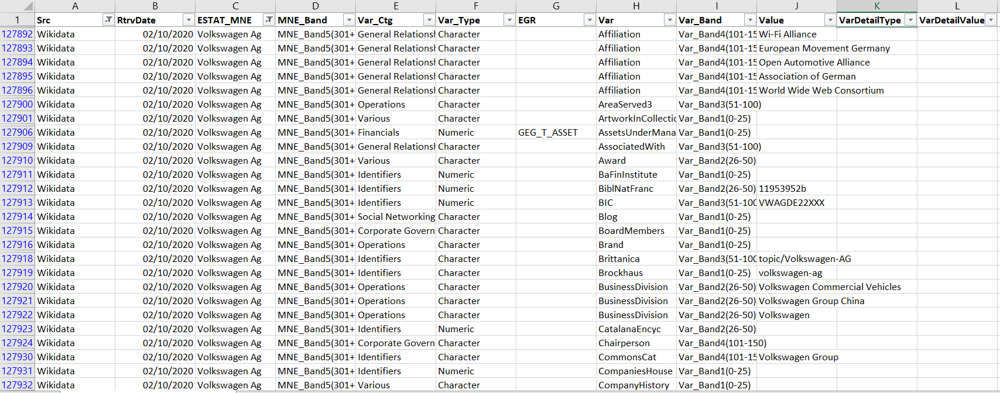 A B C D E F G H I J K L
1 Src RtrvDate ESTAT_MNE MNE_Band Var_Ctg Var_Type EGR Var Var_Band Value VarDetailType VarDetailValue
127892 Wikidata 02/10/2020 Volkswagen Ag MNE_Band5(301+ General Relations Character Affiliation Var_Band4(101-15 Wi-Fi Alliance
127893 Wikidata 02/10/2020 Volkswagen Ag MNE_Band5(301+ General Relations Character Affiliation Var_Band4(101-15 European Movement Germany
127894 Wikidata 02/10/2020 Volkswagen Ag MNE_Band5(301+ General Relations Character Affiliation Var_Band4(101-15 Open Automotive Alliance
127895 Wikidata 02/10/2020 Volkswagen Ag MNE_Band5(301+ General Relations Character Affiliation Var_Band4(101-15 Association of German
127896 Wikidata 02/10/2020 Volkswagen Ag MNE_Band5(301+ General Relations Character Affiliation Var_Band4(101-15 World Wide Web Consortium
127900 Wikidata 02/10/2020 Volkswagen Ag MNE_Band5(301+ Operations Character AreaServed3 Var_Band3(51-100)
127901 Wikidata 02/10/2020 Volkswagen Ag MNE_Band5(301+ Various Character ArtworkInCollectio Var_Band1(0-25)
127906 Wikidata 02/10/2020 Volkswagen Ag MNE_Band5(301+ Financials Numeric GEG_T_ASSET AssetsUnderMana Var_Band1(0-25)
127909 Wikidata 02/10/2020 Volkswagen Ag MNE_Band5(301+ General Relations Character AssociatedWith Var_Band3(51-100)
127910 Wikidata 02/10/2020 Volkswagen Ag MNE_Band5(301+ Various Character Award Var_Band2(26-50)
127911 Wikidata 02/10/2020 Volkswagen Ag MNE_Band5(301+ Identifiers Numeric BaFinInstitute Var_Band1(0-25)
127912 Wikidata 02/10/2020 Volkswagen Ag MNE_Band5(301+ Identifiers Numeric BiblNatFranc Var_Band2(26-50) 11953952b
127913 Wikidata 02/10/2020 Volkswagen Ag MNE_Band5(301+ Identifiers Numeric BIC Var_Band3(51-100 VWAGDE22XXX
127914 Wikidata 02/10/2020 Volkswagen Ag MNE_Band5(301+ Social Networking Character Blog Var_Band1(0-25)
127915 Wikidata 02/10/2020 Volkswagen Ag MNE_Band5(301+ Corporate Govern Character BoardMembers Var_Band1(0-25)
127916 Wikidata 02/10/2020 Volkswagen Ag MNE_Band5(301+ Operations Character Brand Var_Band1(0-25)
127918 Wikidata 02/10/2020 Volkswagen Ag MNE_Band5(301+ Identifiers Character Brittanica Var_Band3(51-100 topic/Volkswagen-AG
127919 Wikidata 02/10/2020 Volkswagen Ag MNE_Band5(301+ Identifiers Character Brockhaus Var_Band1(0-25) volkswagen-ag
127920 Wikidata 02/10/2020 Volkswagen Ag MNE_Band5(301+ Operations Character BusinessDivision Var_Band2(26-50) Volkswagen Commercial Vehicles
127921 Wikidata 02/10/2020 Volkswagen Ag MNE_Band5(301+ Operations Character BusinessDivision Var_Band2(26-50) Volkswagen Group China
127922 Wikidata 02/10/2020 Volkswagen Ag MNE_Band5(301+ Operations Character BusinessDivision Var_Band2(26-50) Volkswagen
127923 Wikidata 02/10/2020 Volkswagen Ag MNE_Band5(301+ Identifiers Numeric CatalanaEncyc Var_Band2(26-50)
127924 Wikidata 02/10/2020 Volkswagen Ag MNE_Band5(301+ Corporate Govern Character Chairperson Var_Band4(101-150)
127930 Wikidata 02/10/2020 Volkswagen Ag MNE_Band5(301+ Identifiers Character CommonsCat Var_Band4(101-15 Volkswagen Group
127931 Wikidata 02/10/2020 Volkswagen Ag MNE_Band5(301+ Identifiers Numeric CompaniesHouse Var_Band1(0-25)
127932 Wikidata 02/10/2020 Volkswagen Ag MNE_Band5(301+ Various Character CompanyHistory Var_Band1(0-25)